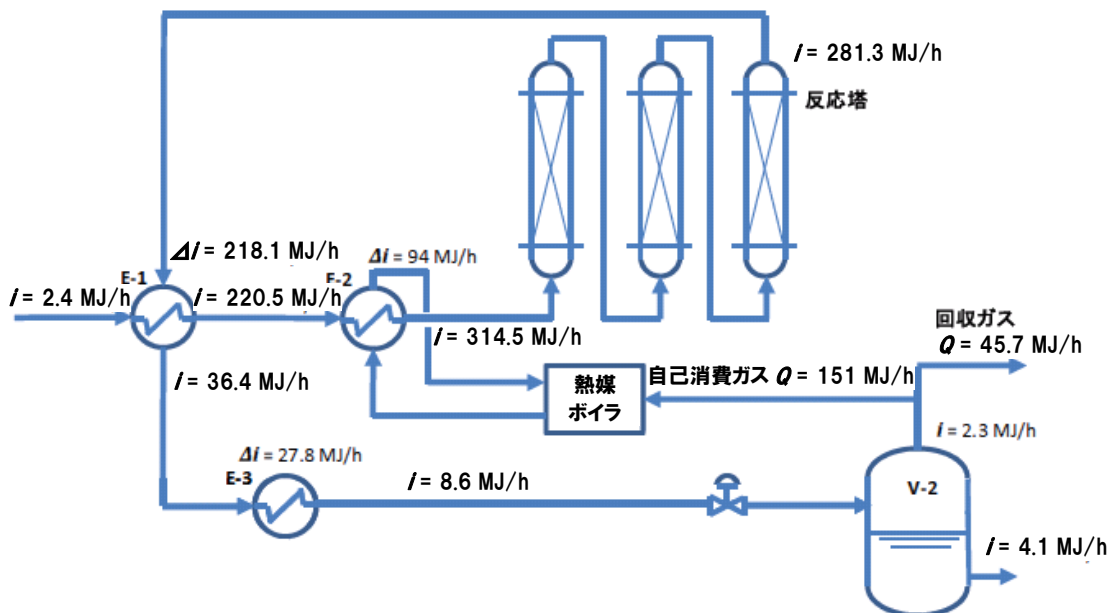 i = 281.3 MJ/h
反応塔
Δi = 218.1 MJ/h
Δi = 94 MJ/h
E-1
E-2
i = 2.4 MJ/h
i = 220.5 MJ/h
i = 314.5 MJ/h
回収ガス
Q = 45.7 MJ/h
i = 36.4 MJ/h
熱媒
ボイラ
自己消費ガス Q = 151 MJ/h
i = 2.3 MJ/h
Δi = 27.8 MJ/h
E-3
i = 8.6 MJ/h
V-2
i = 4.1 MJ/h